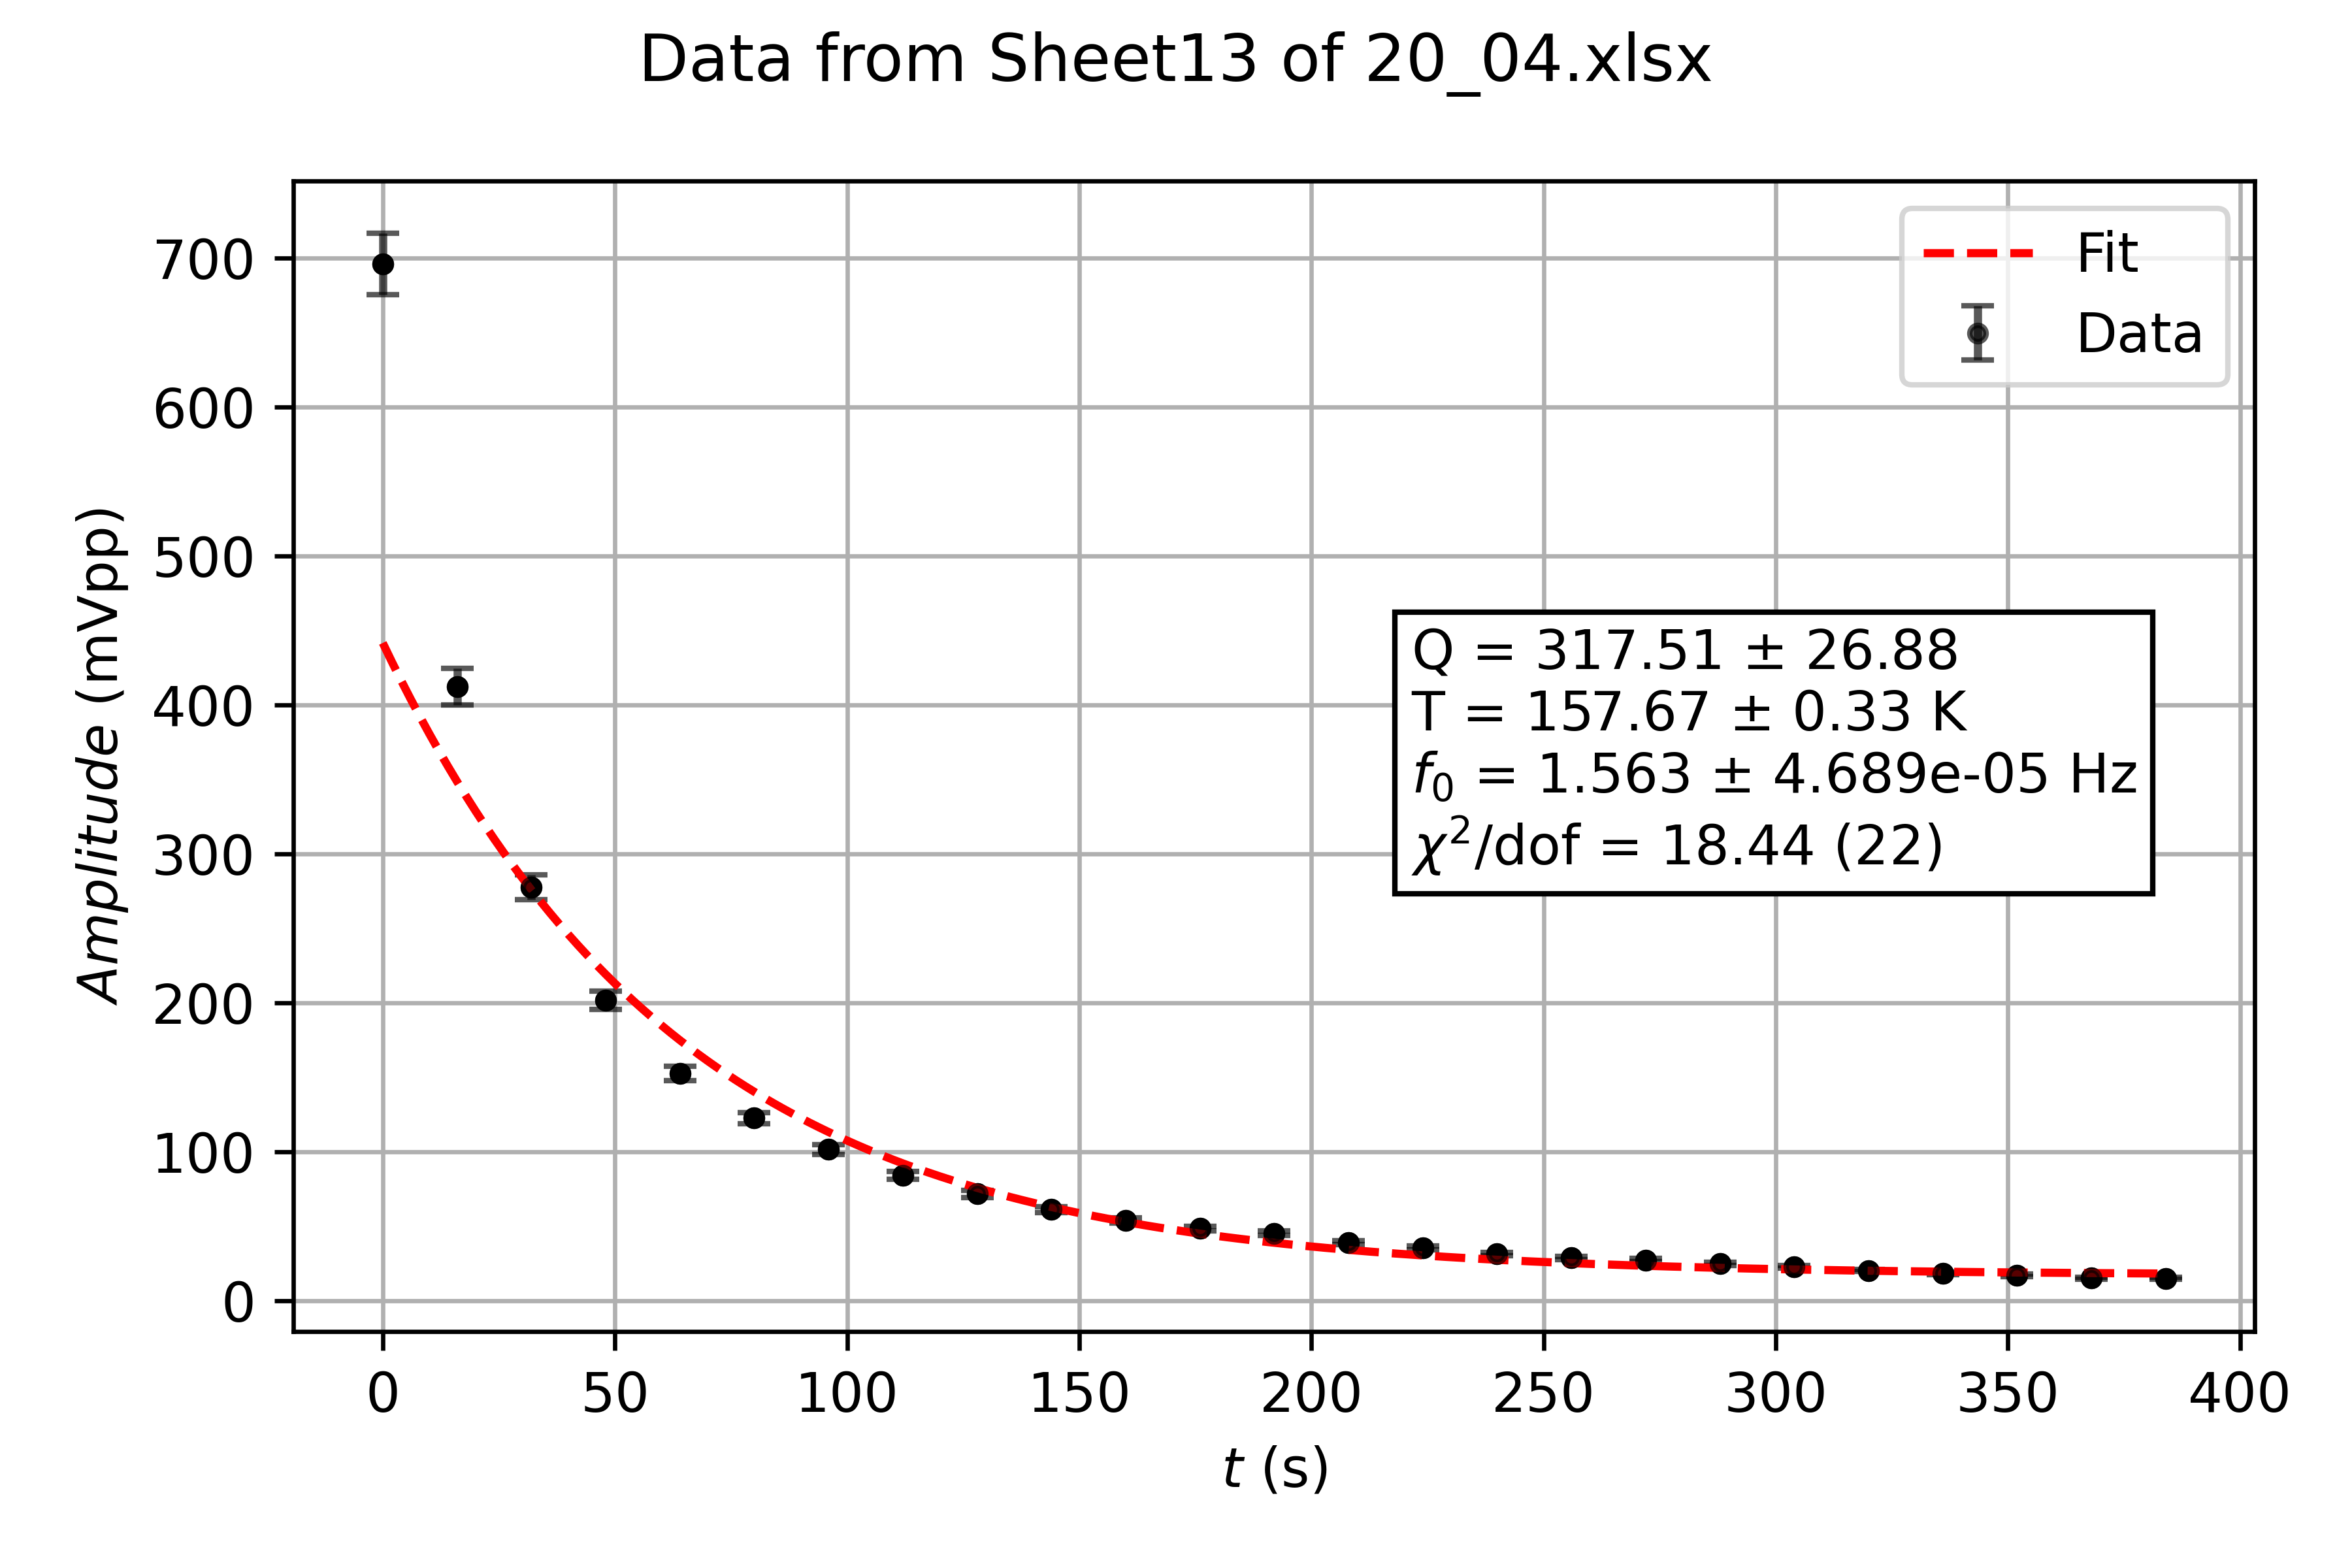 Data from Sheet13 of 20_04.xlsx
700
600
500
400
300
200
100
0
Amplitude (mVpp)
Fit
Data
Q = 317.51 ± 26.88
T = 157.67 ± 0.33 K
f₀ = 1.563 ± 4.689e-05 Hz
χ²/dof = 18.44 (22)
0 50 100 150 200 250 300 350 400
t (s)